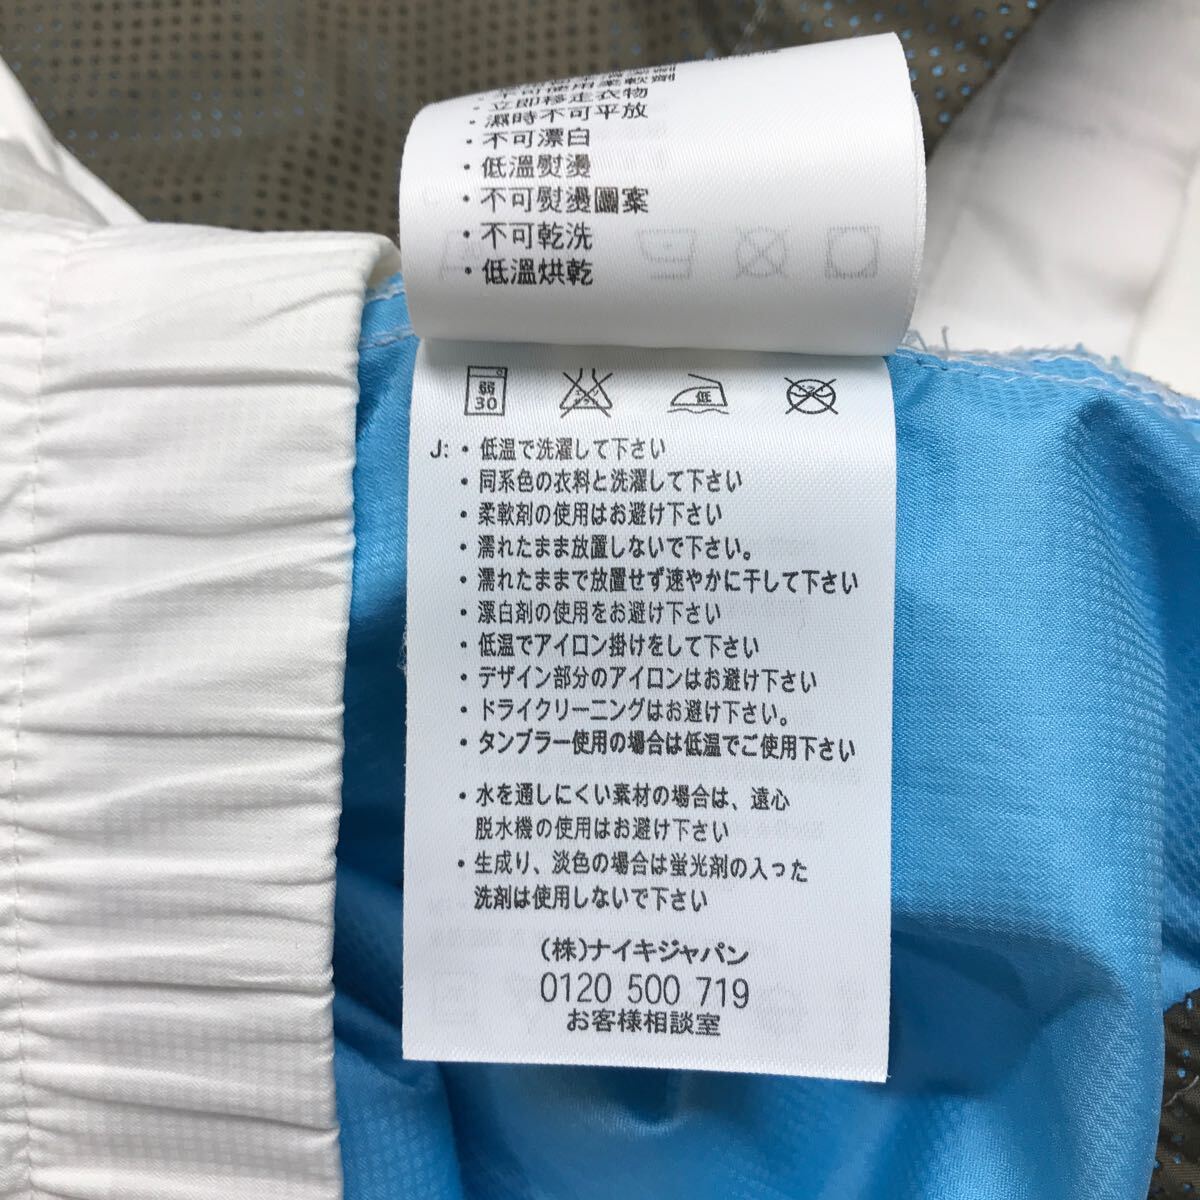 不可使用柔軟劑
・立即移走衣物
・濕時不可平放
・不可漂白
・低溫熨燙
・不可熨燙圖案
・不可乾洗
・低溫烘乾
弱
30
低
J: ・低温で洗濯して下さい
・同系色の衣料と洗濯して下さい
・柔軟剤の使用はお避け下さい
・濡れたまま放置しないで下さい。
・濡れたままで放置せず速やかに干して下さい
・漂白剤の使用をお避け下さい
・低温でアイロン掛けをして下さい
・デザイン部分のアイロンはお避け下さい
・ドライクリーニングはお避け下さい。
・タンブラー使用の場合は低温でご使用下さい
・水を通しにくい素材の場合は、遠心
脱水機の使用はお避け下さい
・生成り、淡色の場合は蛍光剤の入った
洗剤は使用しないで下さい
(株)ナイキジャパン
0120 500 719
お客様相談室